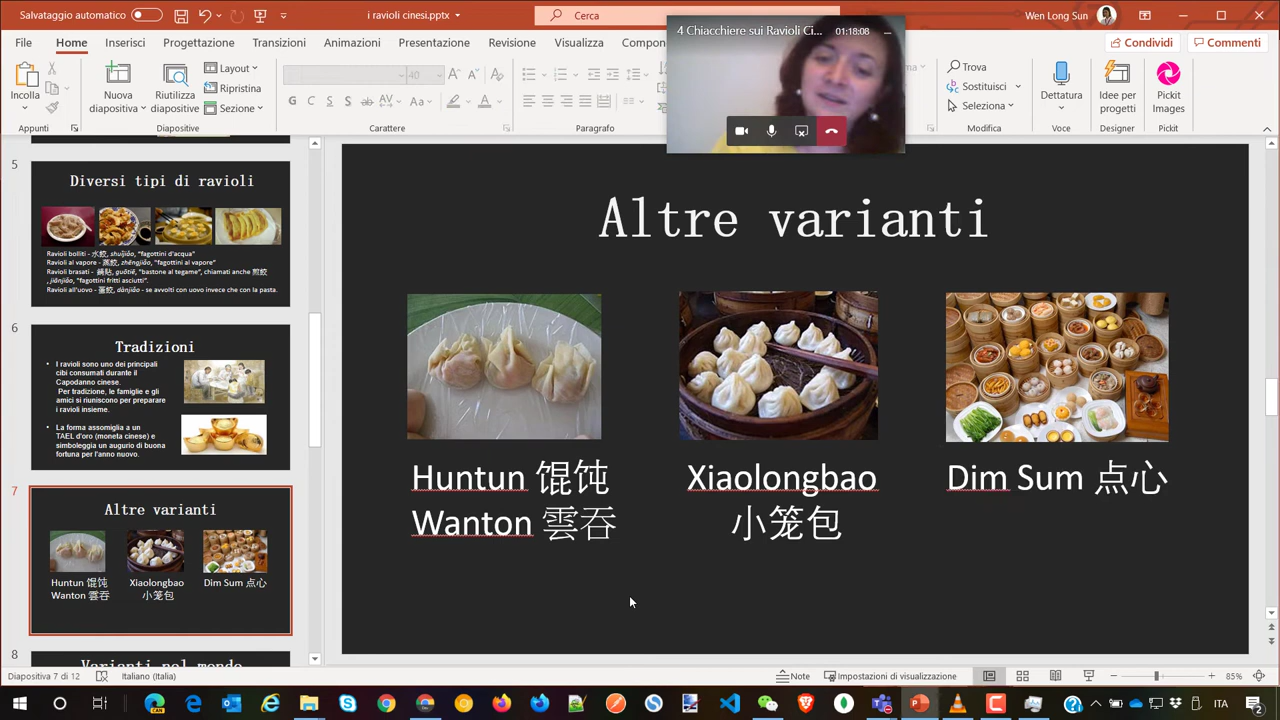 Salvataggio automatico
i ravioli cinesi.pptx
Cerca
Wen Long Sun
4 Chiacchiere sui Ravioli Ci...
01:18:08
File
Home
Inserisci
Progettazione
Transizioni
Animazioni
Presentazione
Revisione
Visualizza
Condividi
Commenti
Incolla
Nuova
diapositiva
Riutilizza
diapositive
Layout
Ripristina
Sezione
40
Trova
Sostituisci
Seleziona
Dettatura
Idee per
progetti
Pickit
Images
Appunti
Diapositive
Carattere
Paragrafo
Modifica
Voce
Designer
Pickit
5
Diversi tipi di ravioli
Ravioli bolliti - 水餃, shuǐjiǎo, "fagottini d'acqua"
Ravioli al vapore - 蒸餃, zhēngjiǎo, "fagottini al vapore"
Ravioli brasati - 鍋貼, guōtiē, "bastone al tegame", chiamati anche 煎餃
, jiānjiǎo, "fagottini fritti asciutti".
Ravioli all'uovo - 蛋餃, dànjiǎo - se avvolti con uovo invece che con la pasta.
6
Tradizioni
• I ravioli sono uno dei principali
cibi consumati durante il
Capodanno cinese.
Per tradizione, le famiglie e gli
amici si riuniscono per preparare
i ravioli insieme.
• La forma assomiglia a un
TAEL d'oro (moneta cinese) e
simboleggia un augurio di buona
fortuna per l'anno nuovo.
7
Altre varianti
Huntun 馄饨
Wanton 雲吞
Xiaolongbao
小笼包
Dim Sum 点心
8
Varianti nel mondo
Altre varianti
Huntun 馄饨
Wanton 雲吞
Xiaolongbao
小笼包
Dim Sum 点心
Diapositiva 7 di 12
Italiano (Italia)
Note
Impostazioni di visualizzazione
85%
ITA